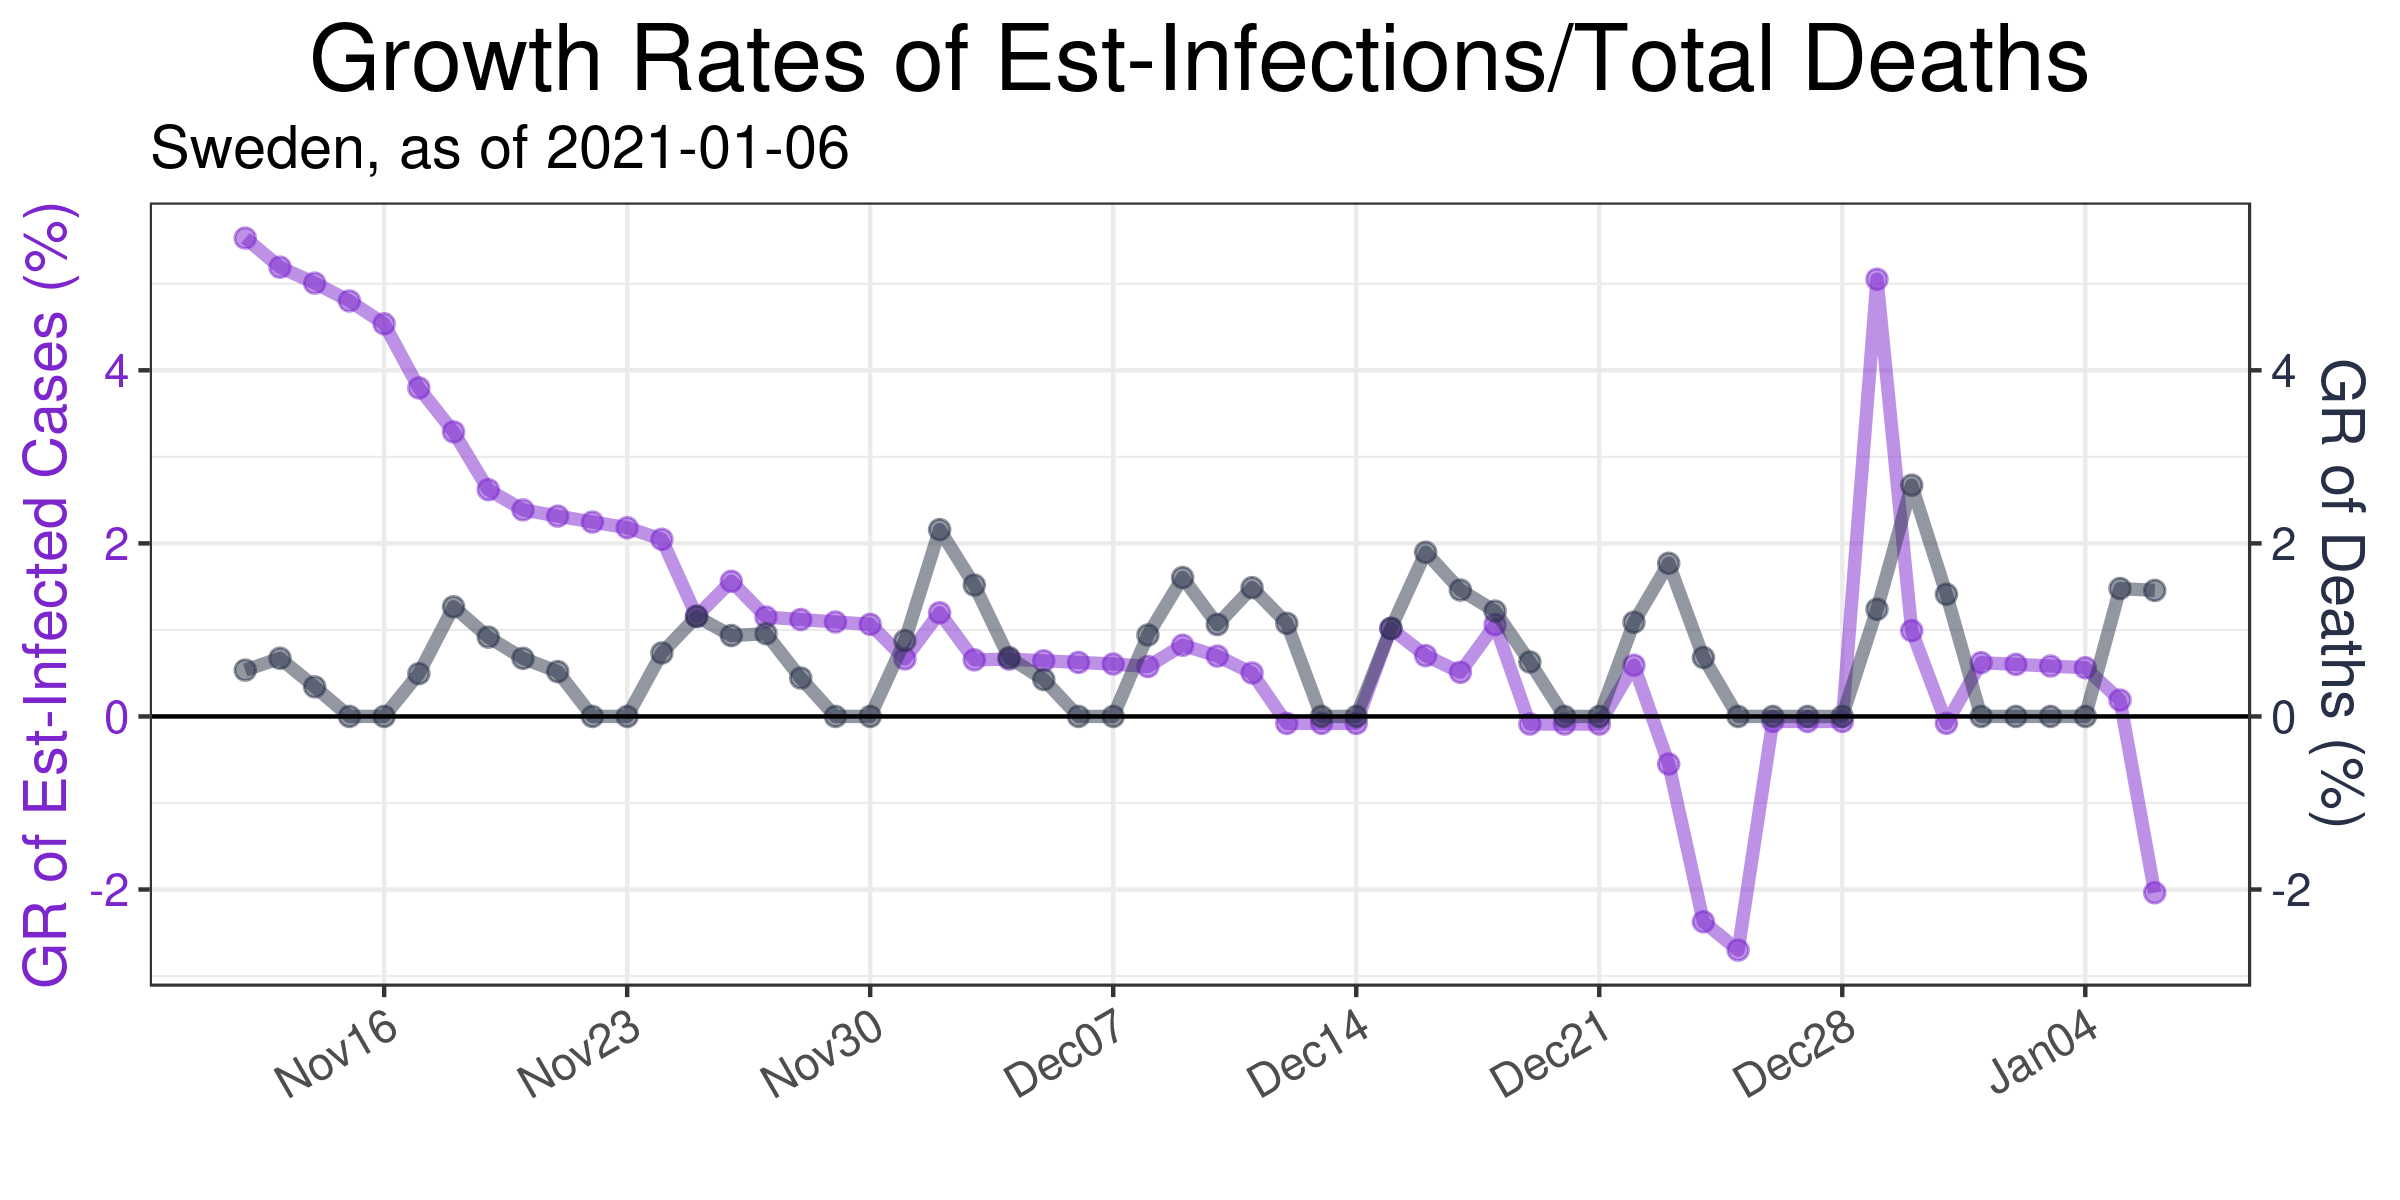 Growth Rates of Est-Infections/Total Deaths
Sweden, as of 2021-01-06
GR of Est-Infected Cases (%)
4
2
0
-2
4
2
0
-2
GR of Deaths (%)
Nov16
Nov23
Nov30
Dec07
Dec14
Dec21
Dec28
Jan04